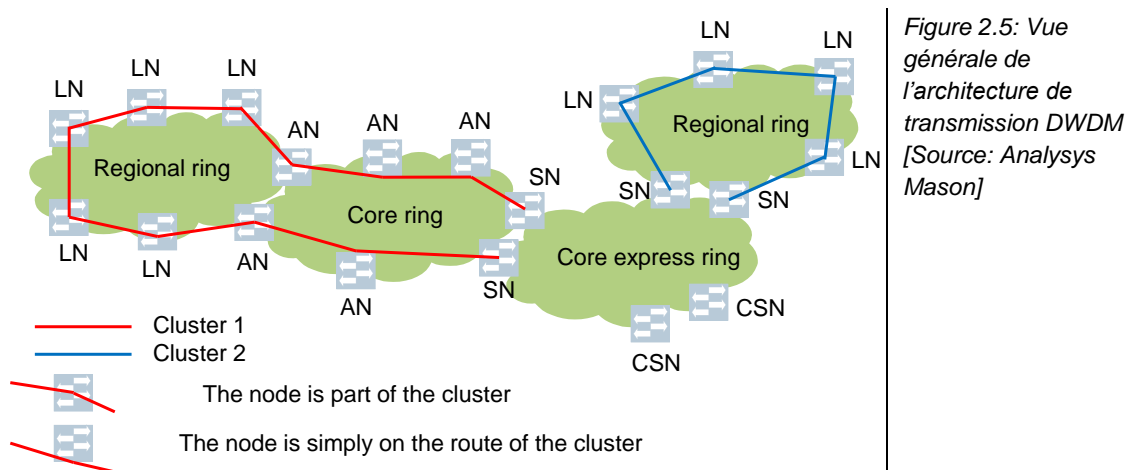 LN
LN
LN
LN
LN
LN
AN
AN
AN
AN
AN
SN
SN
Regional ring
Core ring
Core express ring
LN
LN
LN
LN
SN
SN
Regional ring
CSN
CSN
Cluster 1
Cluster 2
The node is part of the cluster
The node is simply on the route of the cluster
Figure 2.5: Vue
générale de
l’architecture de
transmission DWDM
[Source: Analysys
Mason]